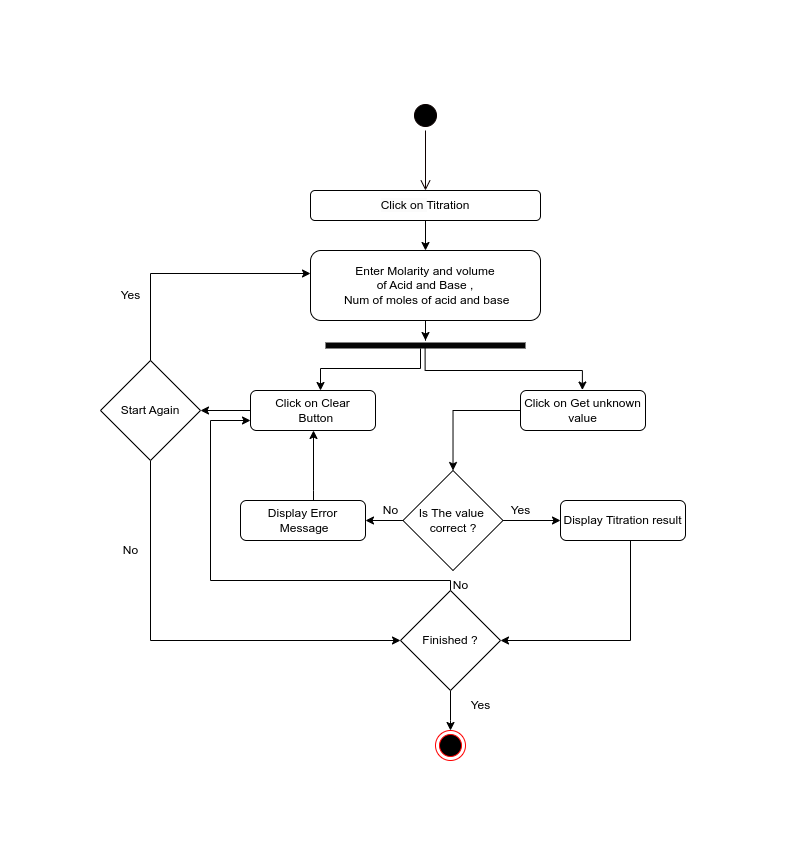 Click on Titration
Enter Molarity and volume
of Acid and Base ,
Num of moles of acid and base
Yes
Start Again
Click on Clear
Button
Click on Get unknown
value
Display Error
Message
No
Is The value
correct ?
Yes
Display Titration result
No
No
Finished ?
Yes